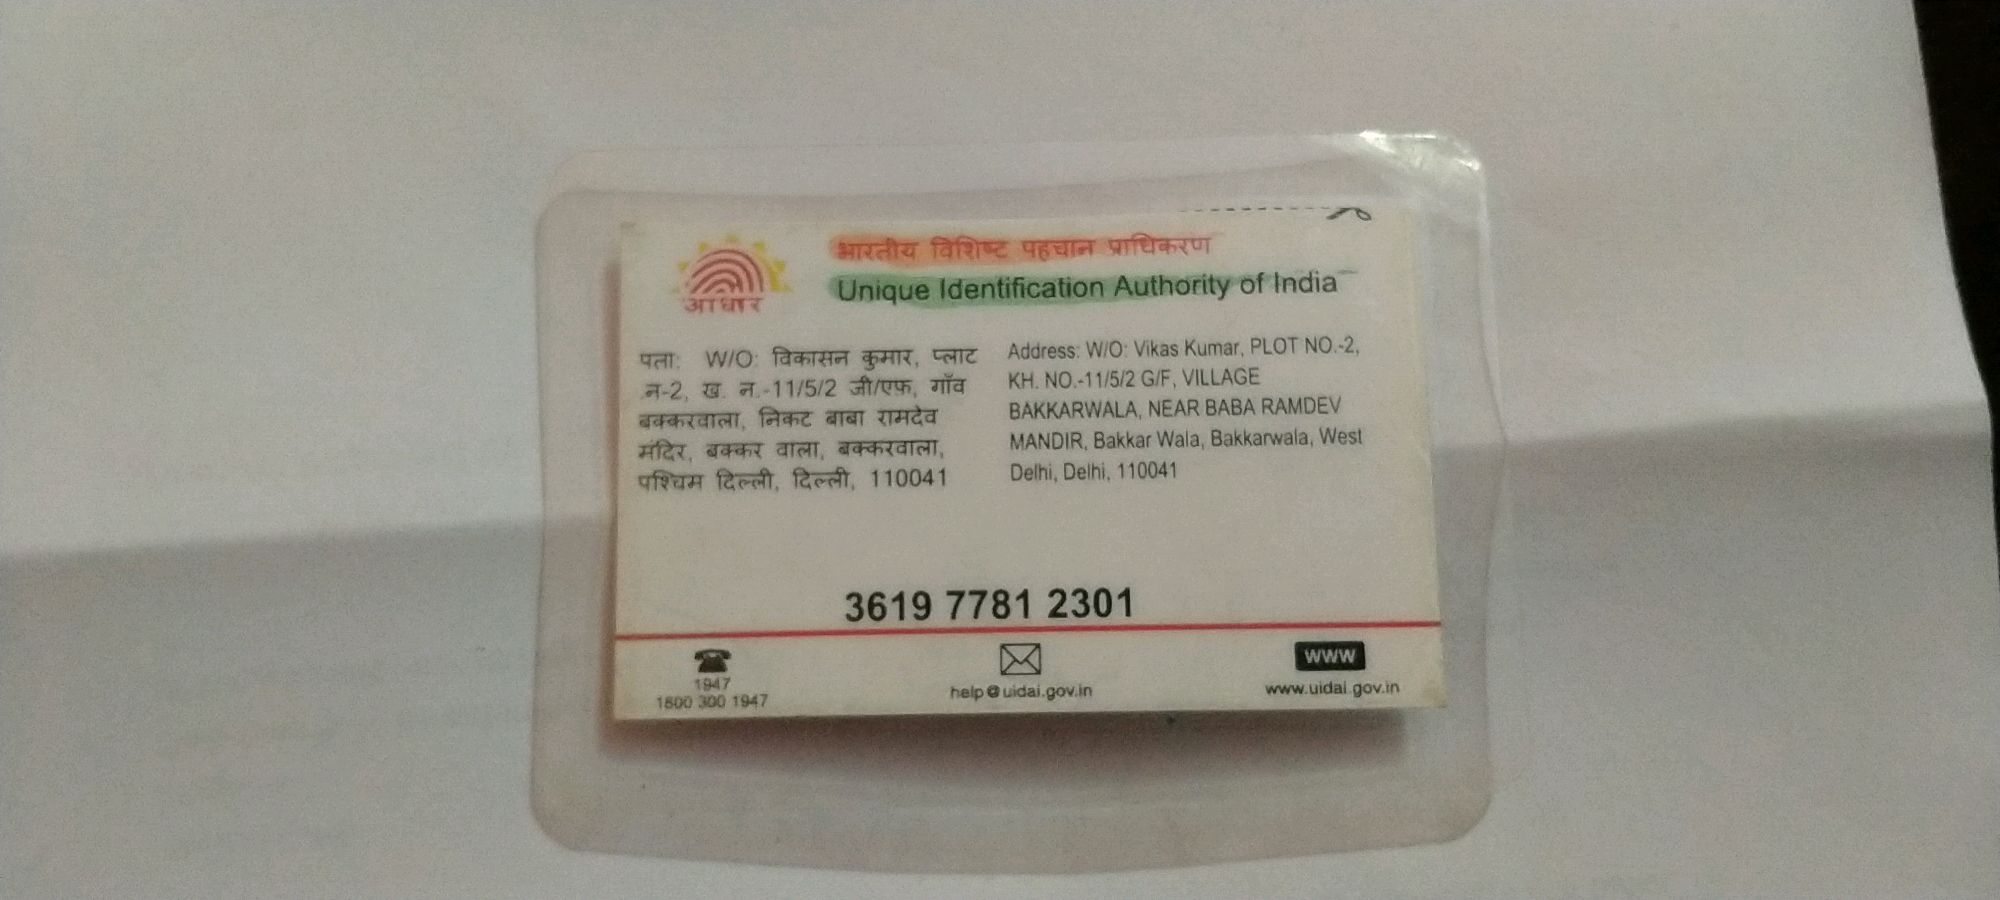 भारतीय विशिष्ट पहचान प्राधिकरण
Unique Identification Authority of India
आधार
पता: W/O: विकासन कुमार, प्लाट
न-2, ख. न.-11/5/2 जी/एफ़, गाँव
बक्करवाला, निकट बाबा रामदेव
मंदिर, बक्कर वाला, बक्करवाला,
पश्चिम दिल्ली, दिल्ली, 110041
Address: W/O: Vikas Kumar, PLOT NO.-2,
KH. NO.-11/5/2 G/F, VILLAGE
BAKKARWALA, NEAR BABA RAMDEV
MANDIR, Bakkar Wala, Bakkarwala, West
Delhi, Delhi, 110041
3619 7781 2301
1947
1800 300 1947
help@uidai.gov.in
WWW
www.uidai.gov.in